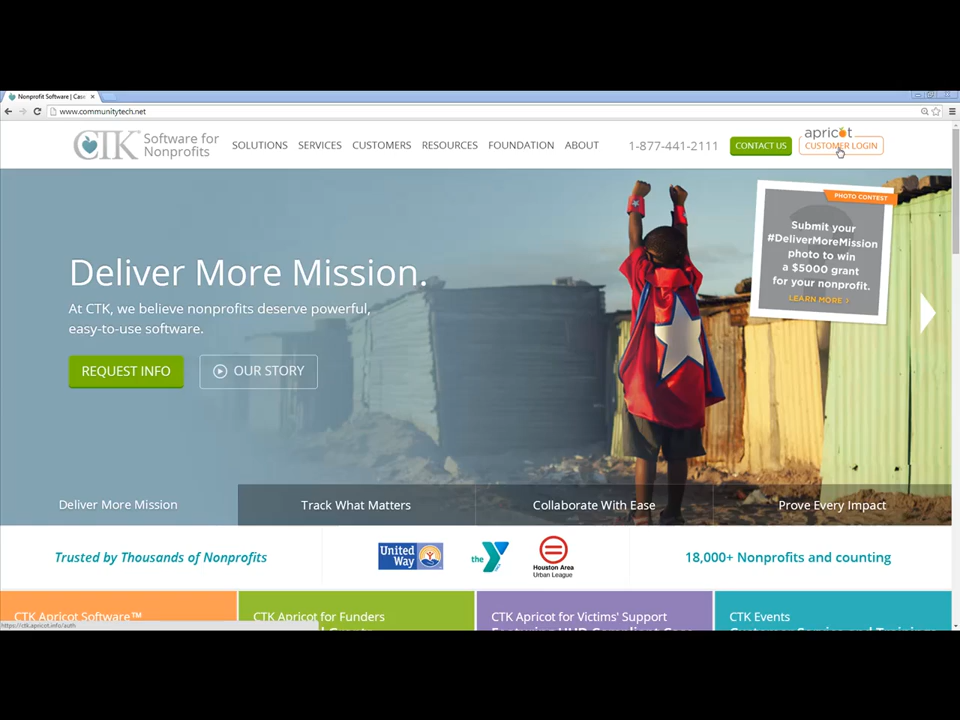 Nonprofit Software | Case
www.communitytech.net
CTK Software for
Nonprofits
SOLUTIONS SERVICES CUSTOMERS RESOURCES FOUNDATION ABOUT
1-877-441-2111
CONTACT US
apricot
CUSTOMER LOGIN
PHOTO CONTEST
Submit your
#DeliverMoreMission
photo to win
a $5000 grant
for your nonprofit.
LEARN MORE >
Deliver More Mission.
At CTK, we believe nonprofits deserve powerful,
easy-to-use software.
REQUEST INFO
OUR STORY
Deliver More Mission
Track What Matters
Collaborate With Ease
Prove Every Impact
Trusted by Thousands of Nonprofits
United
Way
the Y
Houston Area
Urban League
18,000+ Nonprofits and counting
CTK Apricot Software™
CTK Apricot for Funders
CTK Apricot for Victims' Support
CTK Events
https://ctk.apricot.info/auth